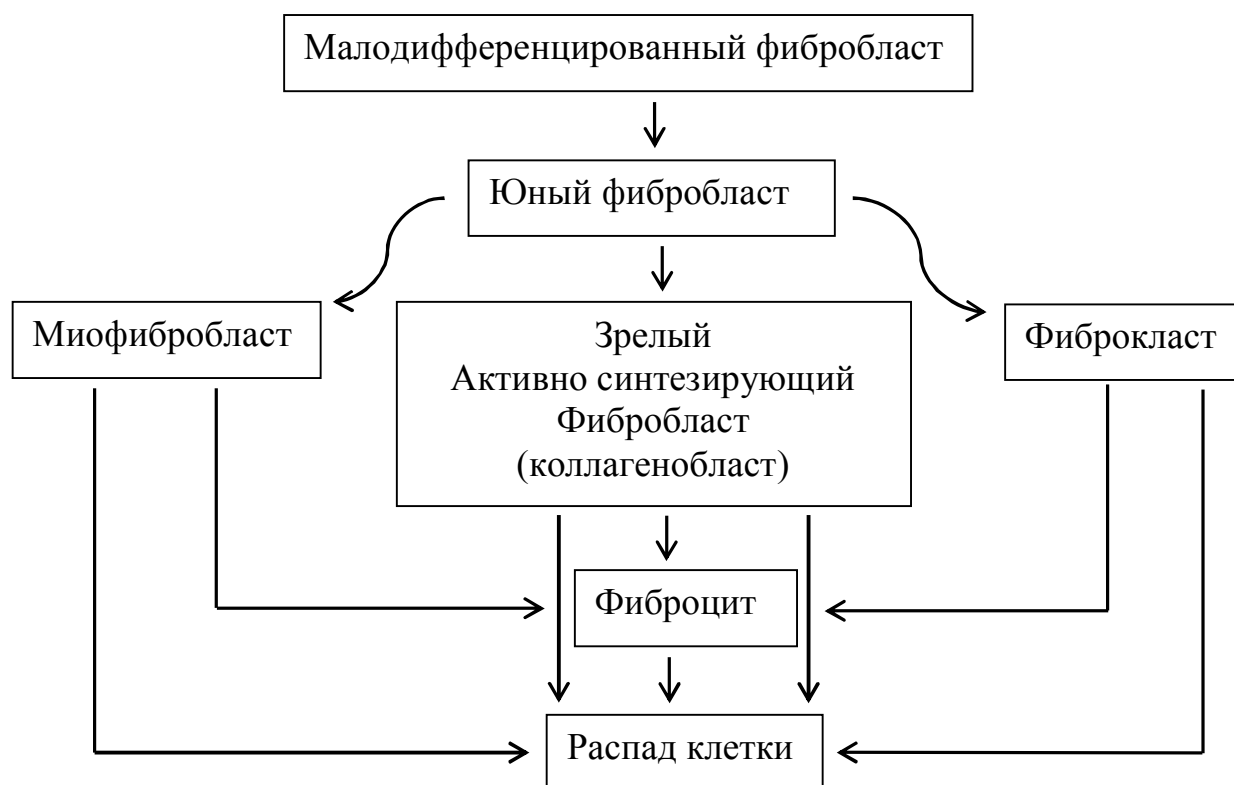 Малодифференцированный фибробласт
Юный фибробласт
Миофибробласт
Зрелый
Активно синтезирующий
Фибробласт
(коллагенобласт)
Фиброкласт
Фиброцит
Распад клетки